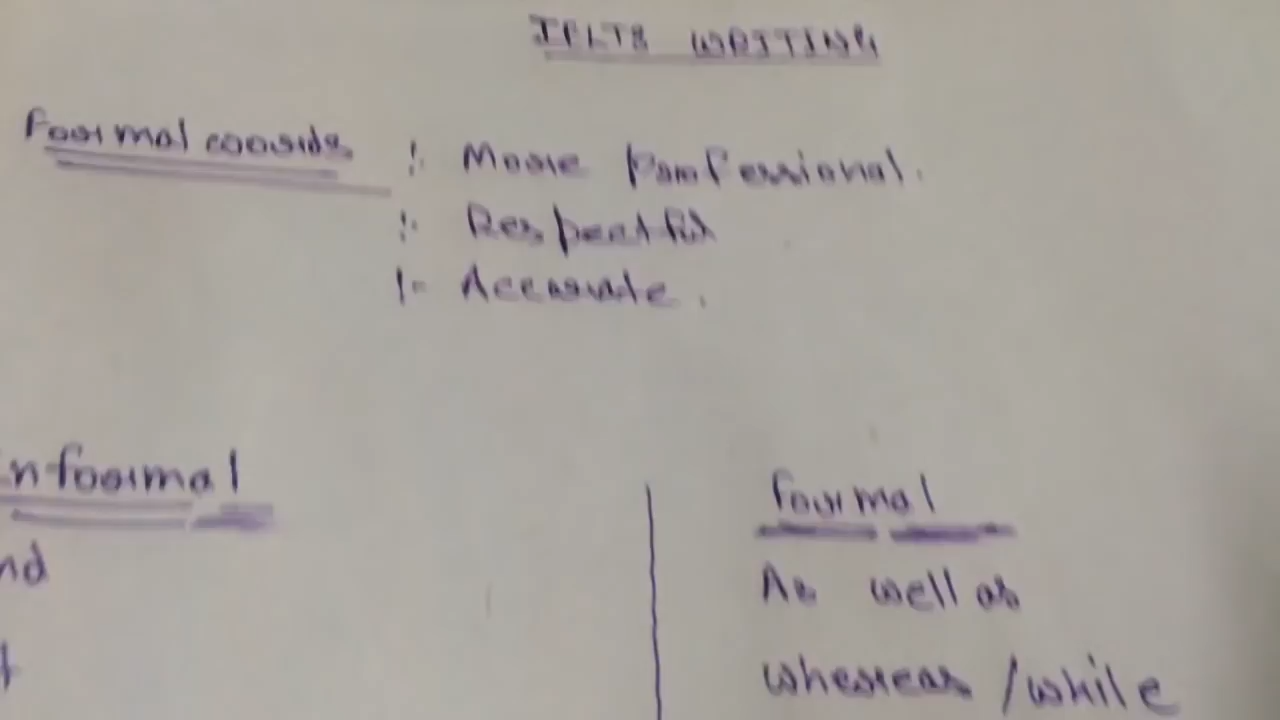 IELTS WRITING
Formal words :- More Professional.
:- Respectful
:- Accurate.
nformal
Formal
nd
As well as
t
whereas / while